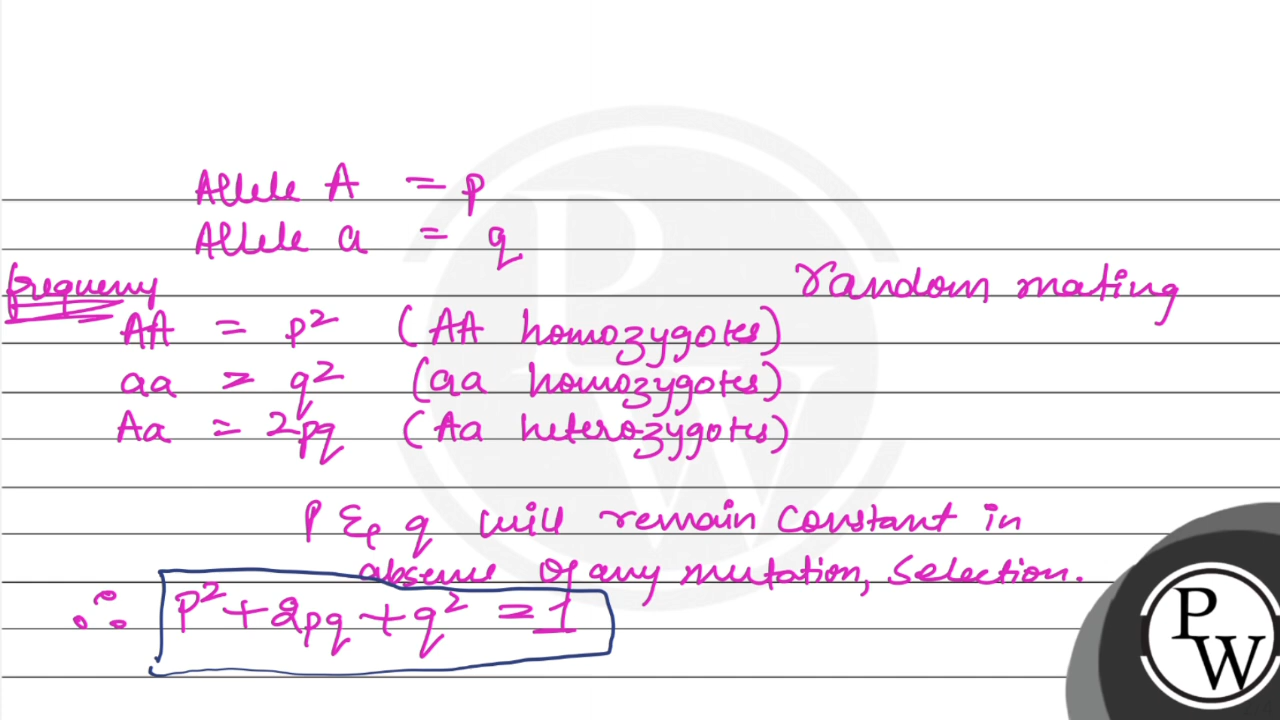 Allele A = p
Allele a = q
frequency
random mating
AA = p² (AA homozygotes)
aa = q² (aa homozygotes)
Aa = 2pq (Aa heterozygotes)
p & q will remain constant in
absence of any mutation, selection.
∴ p² + 2pq + q² = 1
PW